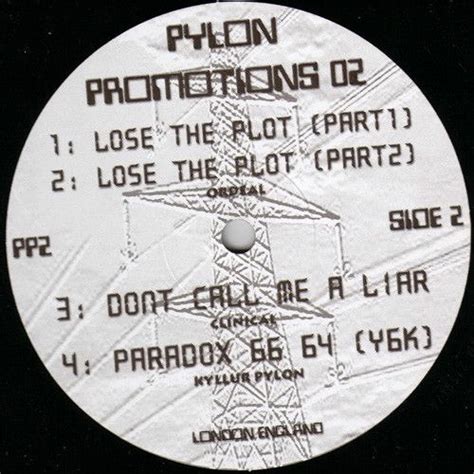 PYLON
PROMOTIONS 02
1: LOSE THE PLOT (PART1)
2: LOSE THE PLOT (PART2)
ORDEAL
PP2
SIDE 2
3: DONT CALL ME A LIAR
CLINICAL
4: PARADOX 66 64 (Y6K)
KYLLUR PYLON
LONDON ENGLAND